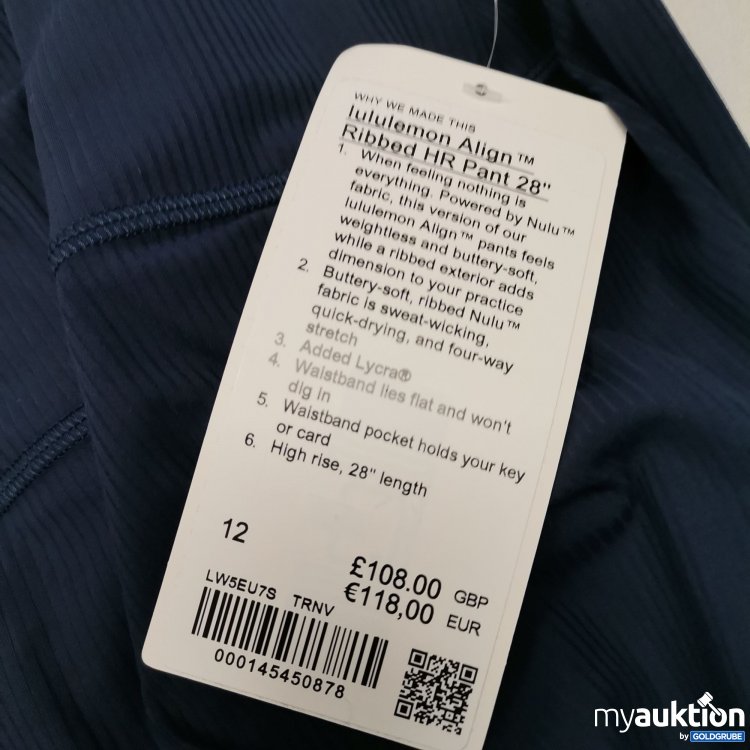 WHY WE MADE THIS
lululemon Align™
Ribbed HR Pant 28"
1. When feeling nothing is
everything. Powered by Nulu™
fabric, this version of our
lululemon Align™ pants feels
weightless and buttery-soft,
while a ribbed exterior adds
dimension to your practice
2. Buttery-soft, ribbed Nulu™
fabric is sweat-wicking,
quick-drying, and four-way
stretch
3. Added Lycra®
4. Waistband lies flat and won't
dig in
5. Waistband pocket holds your key
or card
6. High rise, 28" length
12
£108.00 GBP
€118,00 EUR
LW5EU7S TRNV
000145450878
myauktion
by GOLDGRUBE